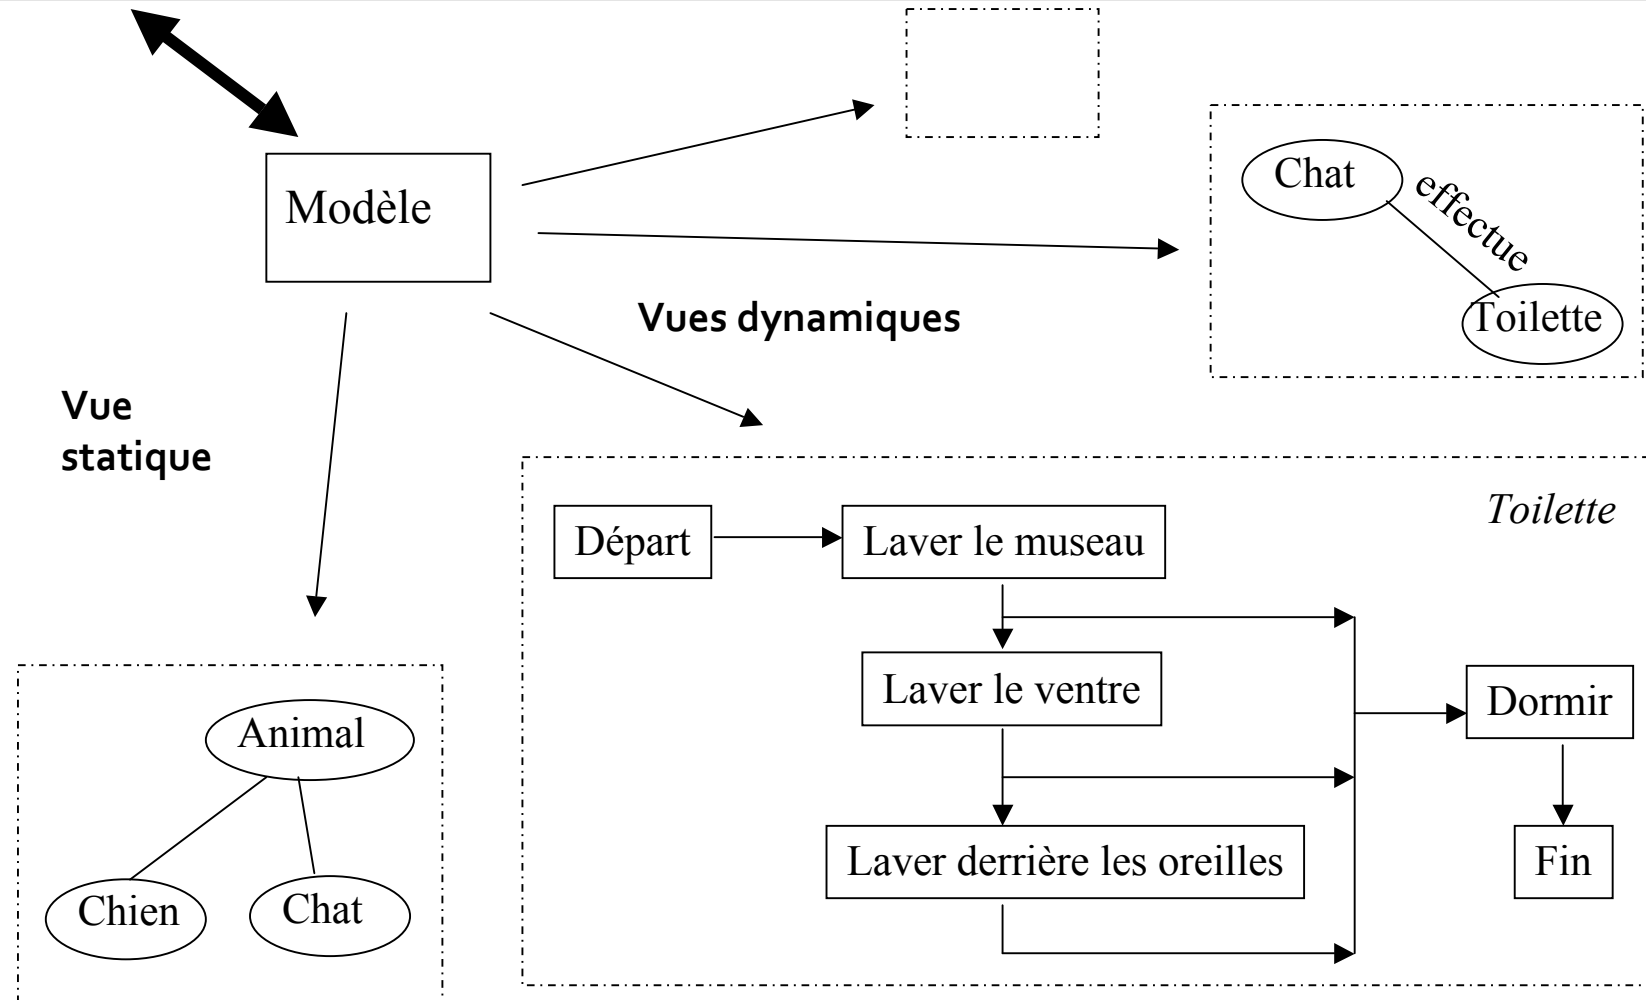 Modèle
Chat
effectue
Toilette
Vues dynamiques
Vue
statique
Toilette
Départ
Laver le museau
Laver le ventre
Dormir
Laver derrière les oreilles
Fin
Animal
Chien
Chat